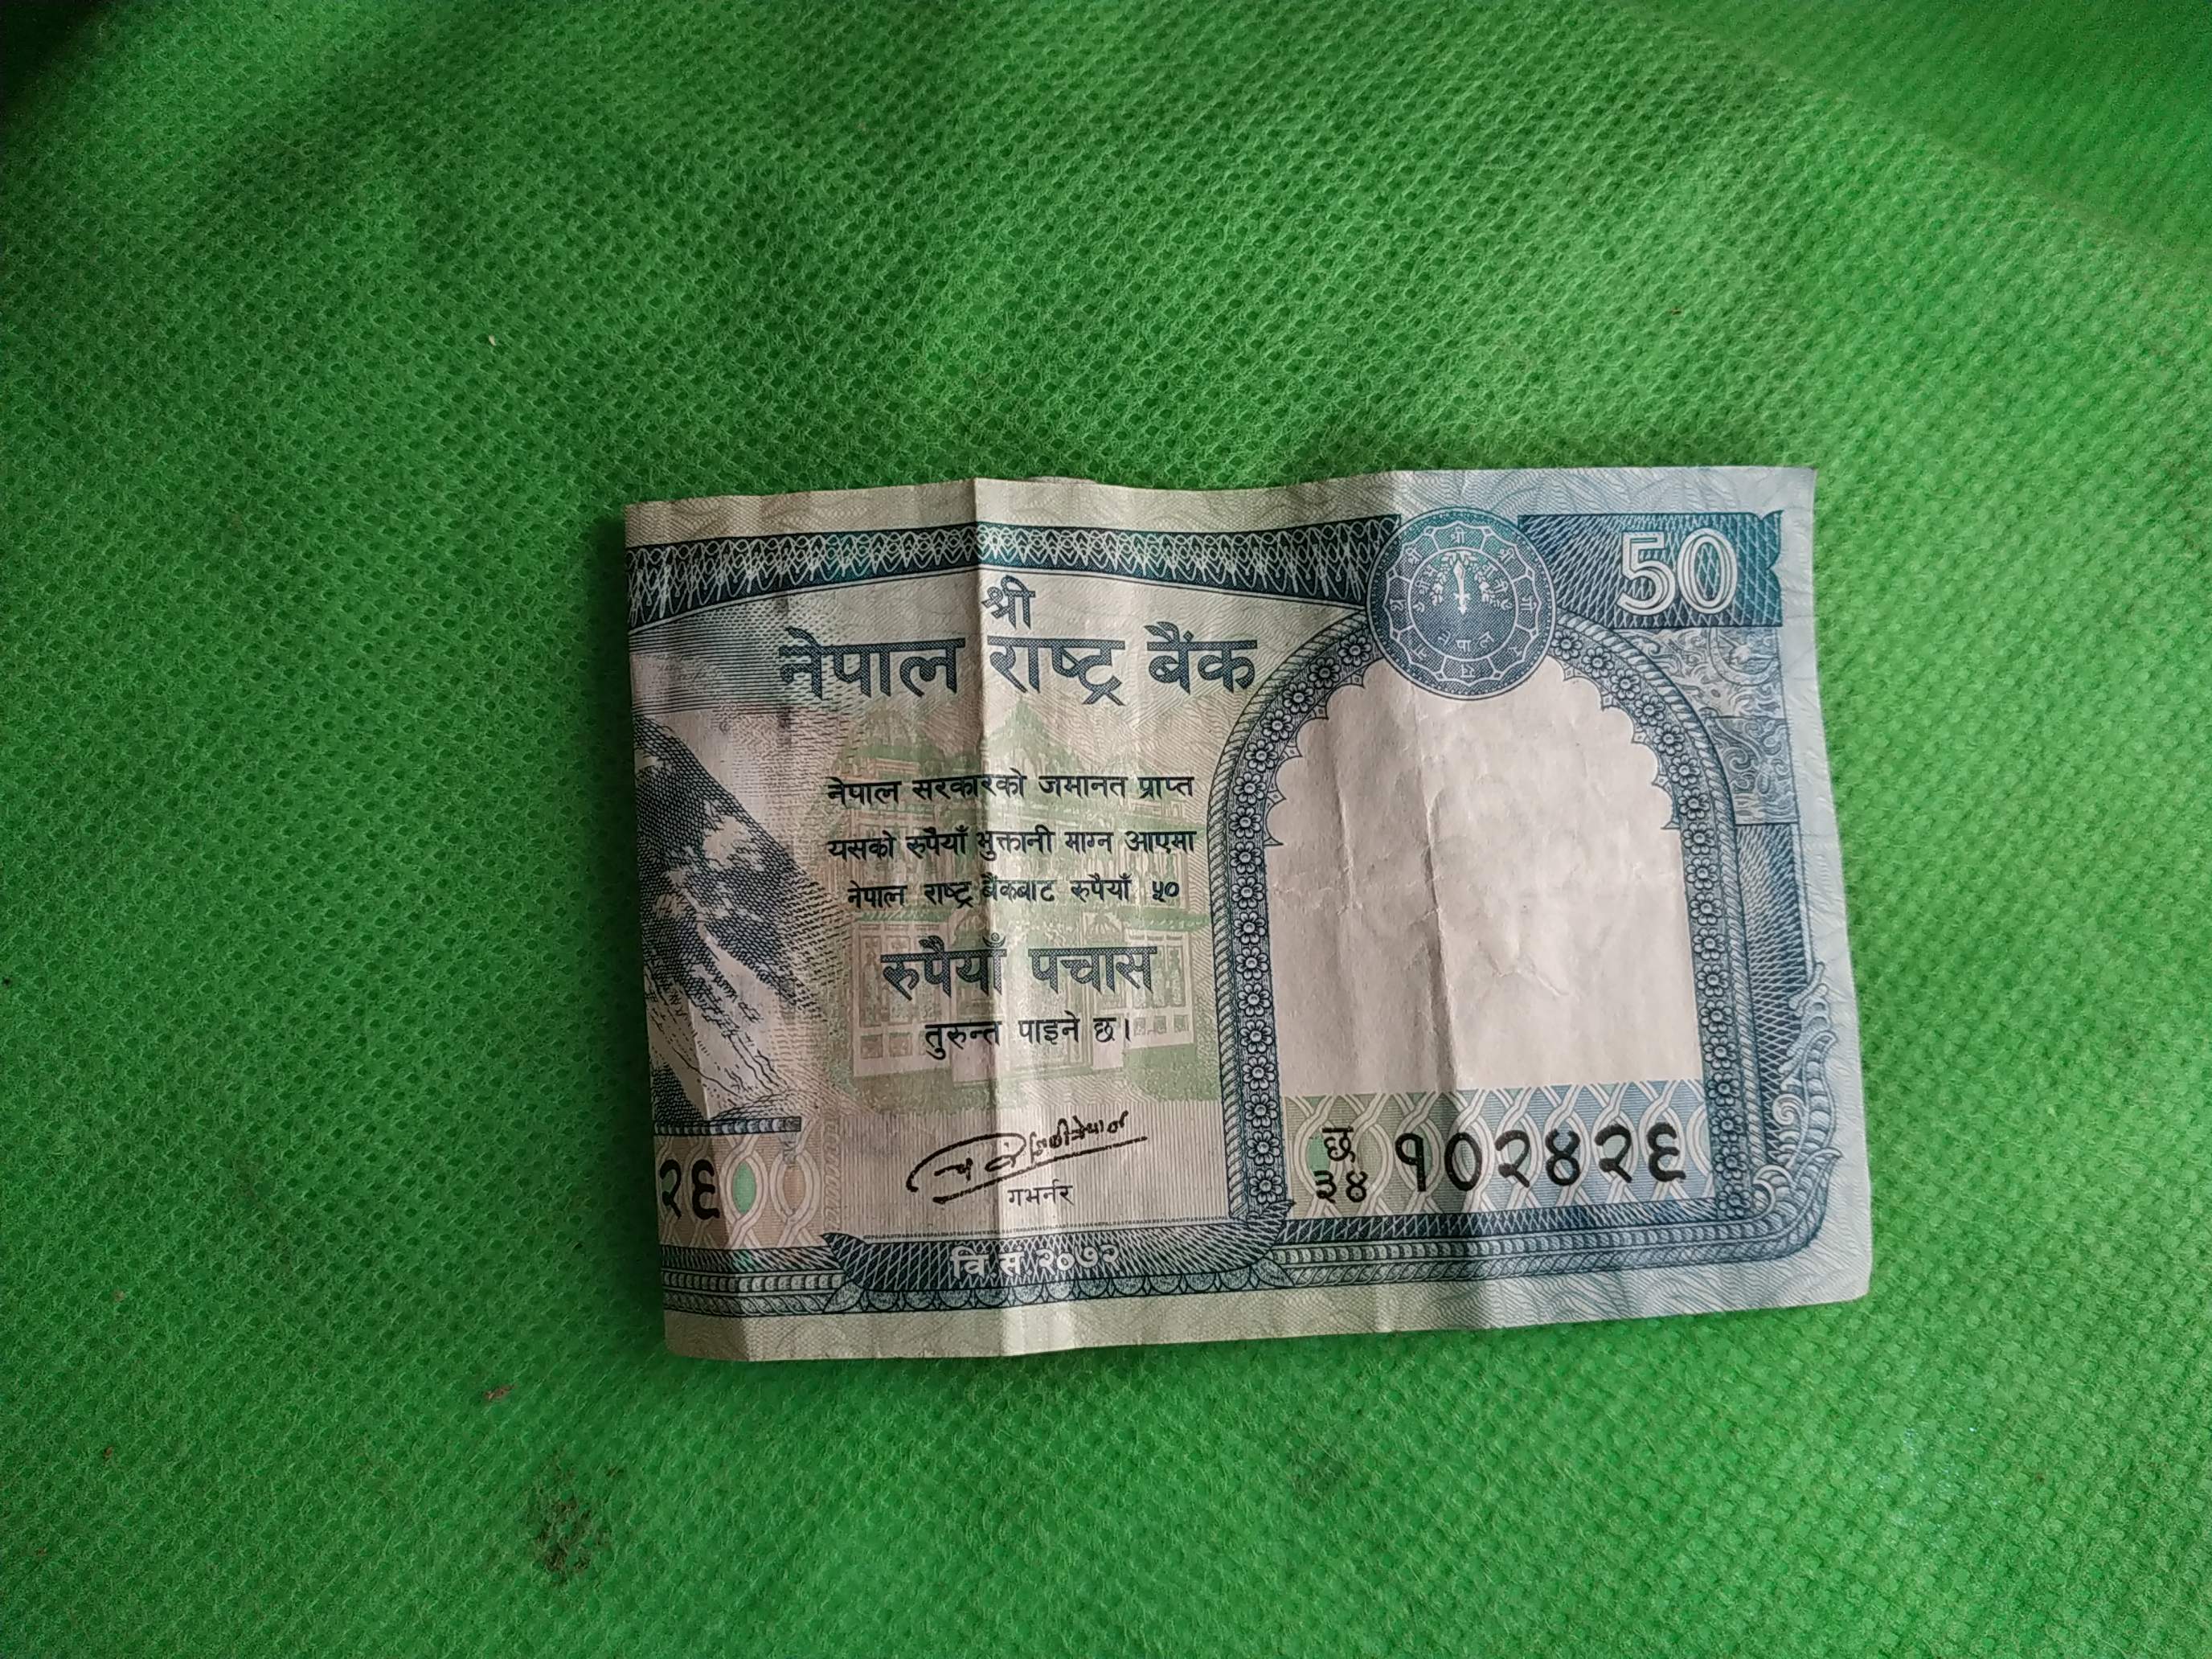 श्री
नेपाल राष्ट्र बैंक
50
नेपाल
नेपाल सरकारको जमानत प्राप्त
यसको रुपैयाँ भुक्तानी माग्न आएमा
नेपाल राष्ट्र बैंकबाट रुपैयाँ ५०
रुपैयाँ पचास
तुरुन्त पाइने छ।
गभर्नर
२६
छ
३४ १०२४२६
वि.सं.२०७२